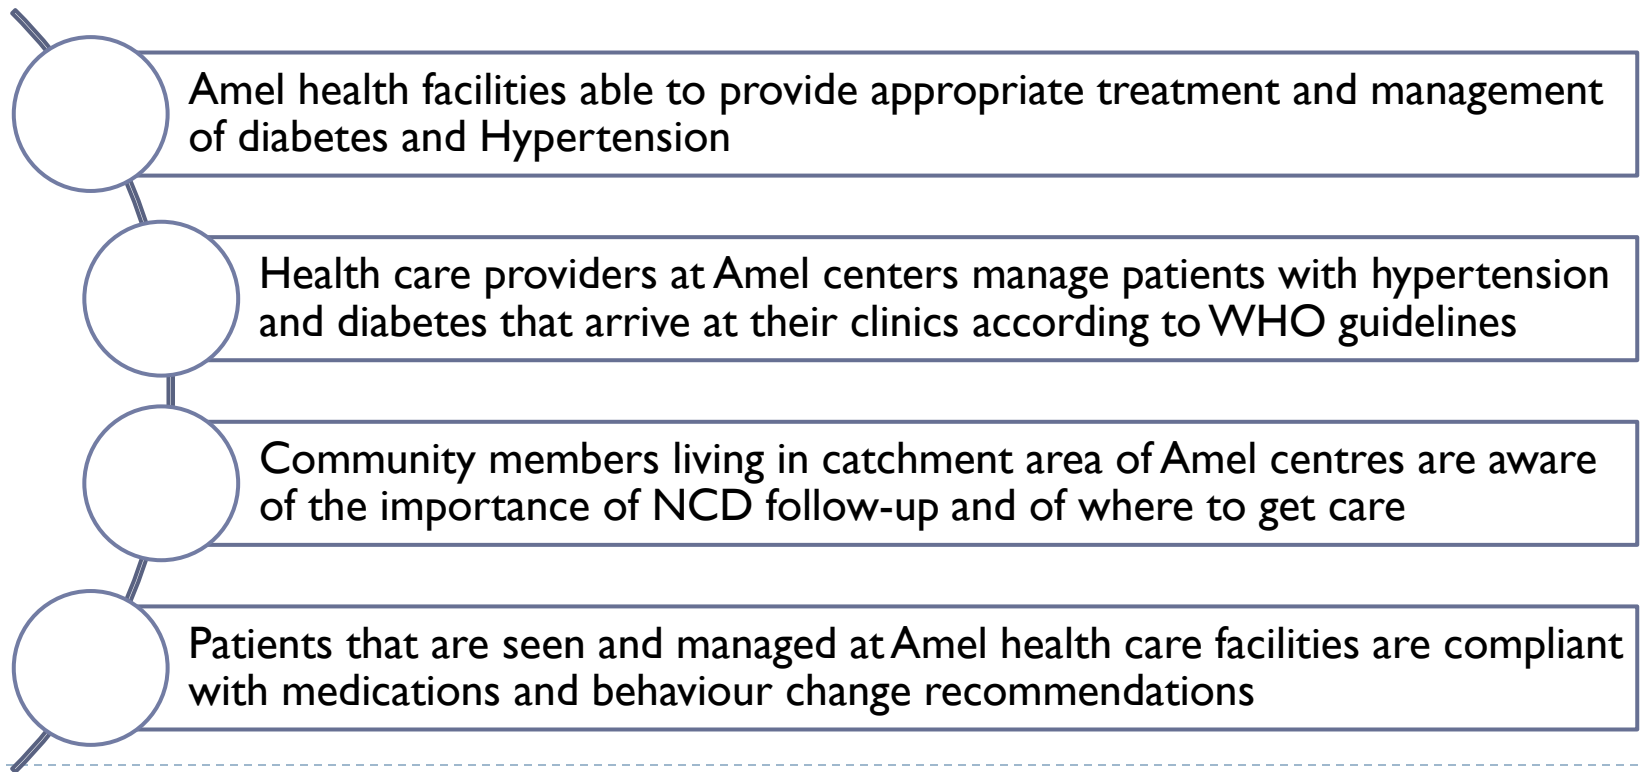 Amel health facilities able to provide appropriate treatment and management
of diabetes and Hypertension
Health care providers at Amel centers manage patients with hypertension
and diabetes that arrive at their clinics according to WHO guidelines
Community members living in catchment area of Amel centres are aware
of the importance of NCD follow-up and of where to get care
Patients that are seen and managed at Amel health care facilities are compliant
with medications and behaviour change recommendations